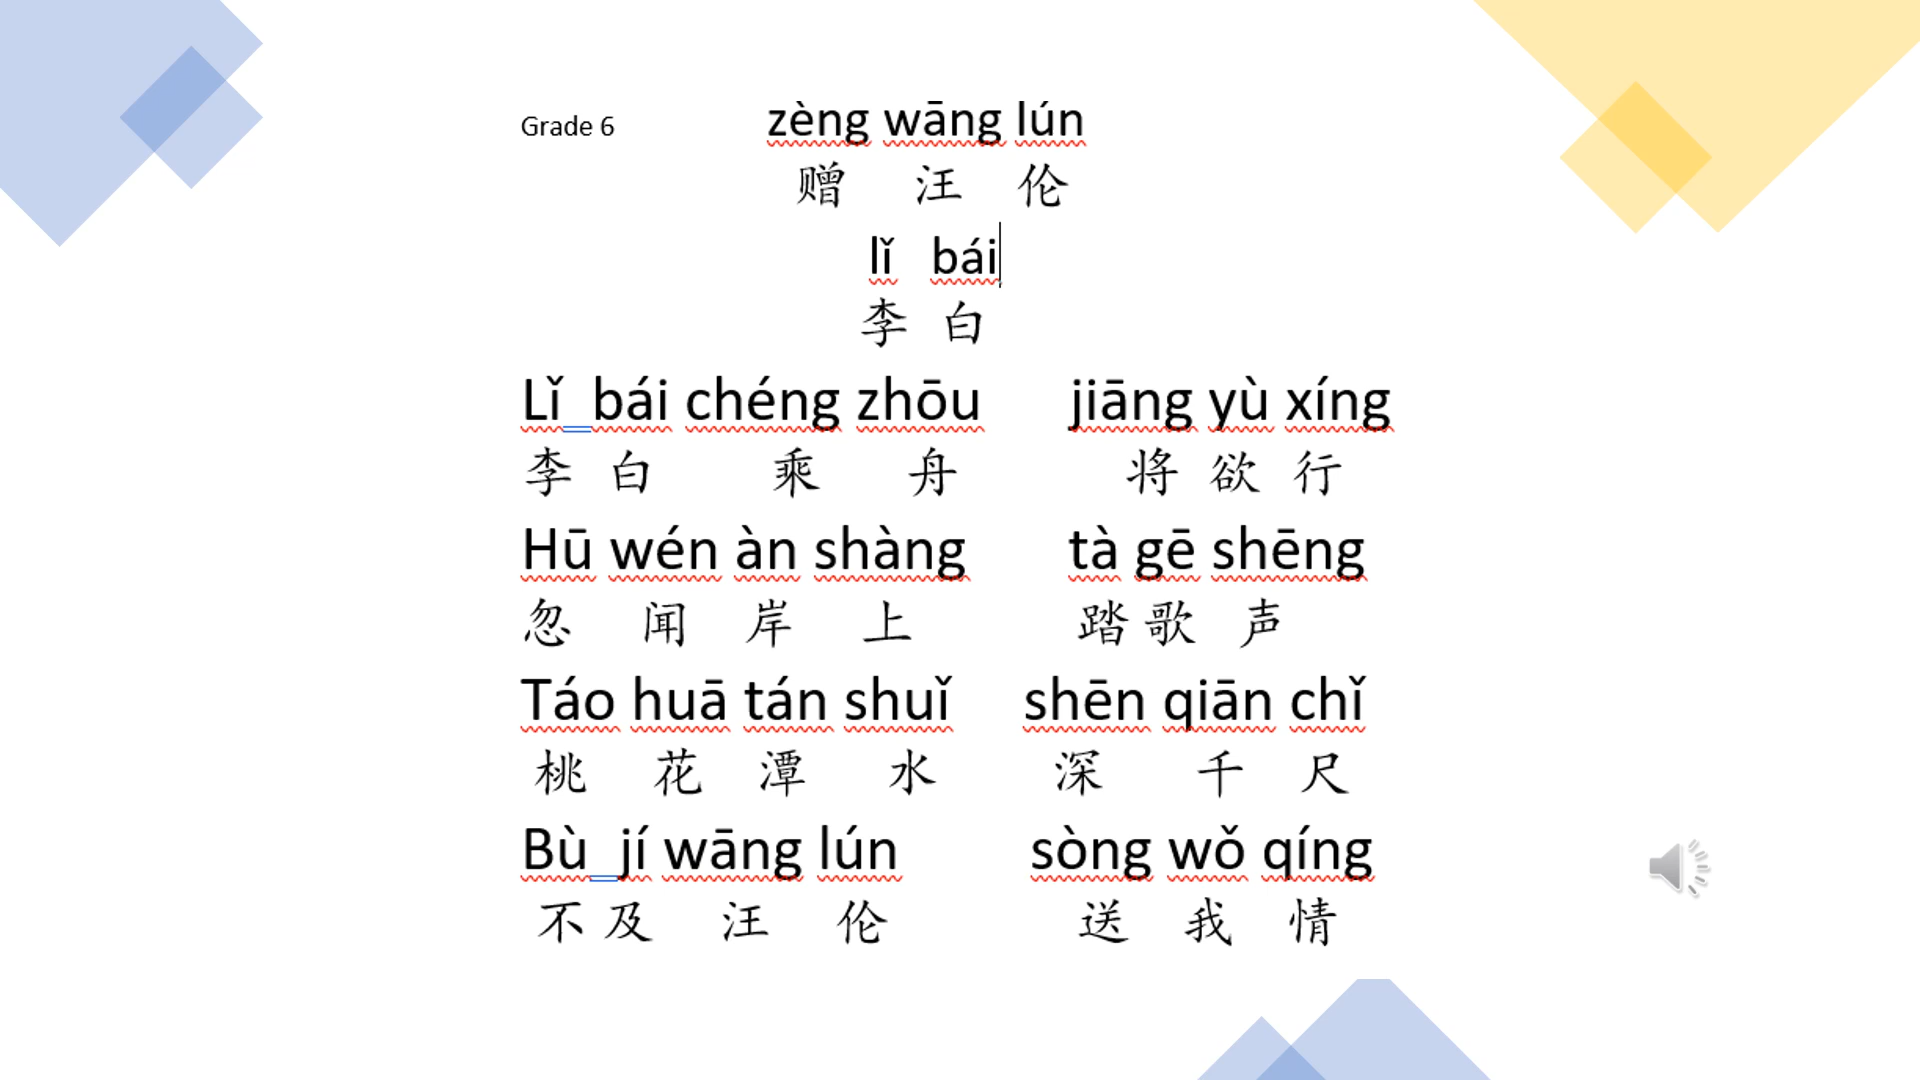 Grade 6 zèng wāng lún
赠 汪 伦
lǐ bái
李 白
Lǐ bái chéng zhōu jiāng yù xíng
李 白 乘 舟 将 欲 行
Hū wén àn shàng tà gē shēng
忽 闻 岸 上 踏 歌 声
Táo huā tán shuǐ shēn qiān chǐ
桃 花 潭 水 深 千 尺
Bù jí wāng lún sòng wǒ qíng
不 及 汪 伦 送 我 情